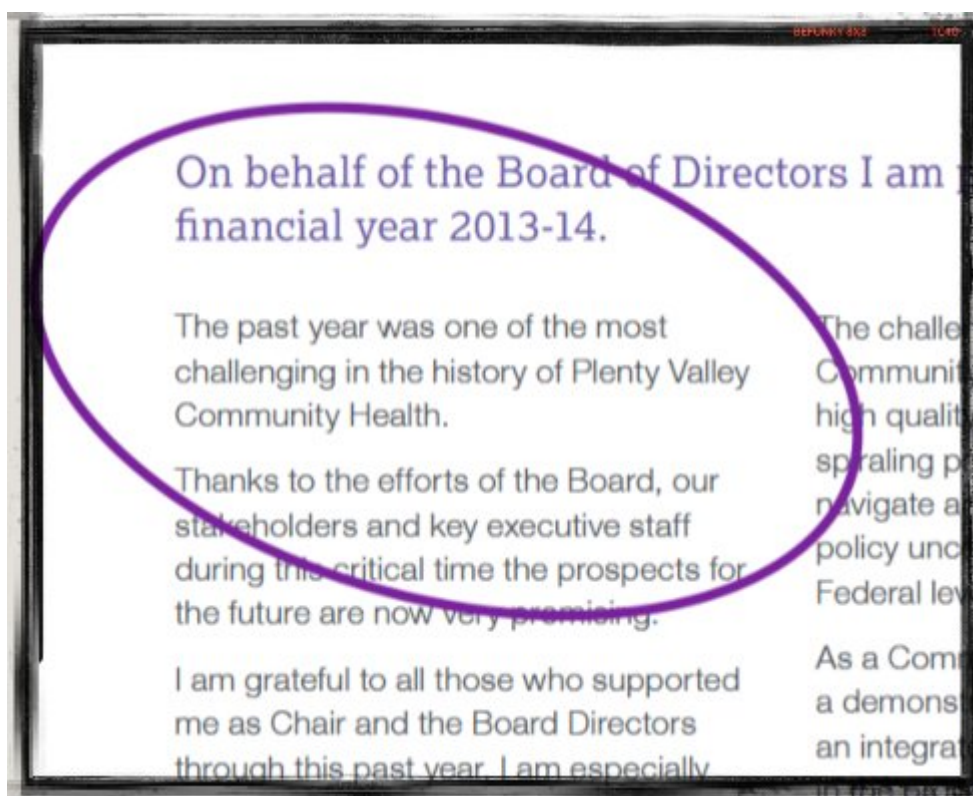 BEFUNKY 8X8
On behalf of the Board of Directors I am
financial year 2013-14.
The past year was one of the most
challenging in the history of Plenty Valley
Community Health.
Thanks to the efforts of the Board, our
stakeholders and key executive staff
during this critical time the prospects for
the future are now very promising.
I am grateful to all those who supported
me as Chair and the Board Directors
through this past year. I am especially
The challe
Communit
high qualit
spiraling p
navigate a
policy unc
Federal lev
As a Com
a demons
an integrat